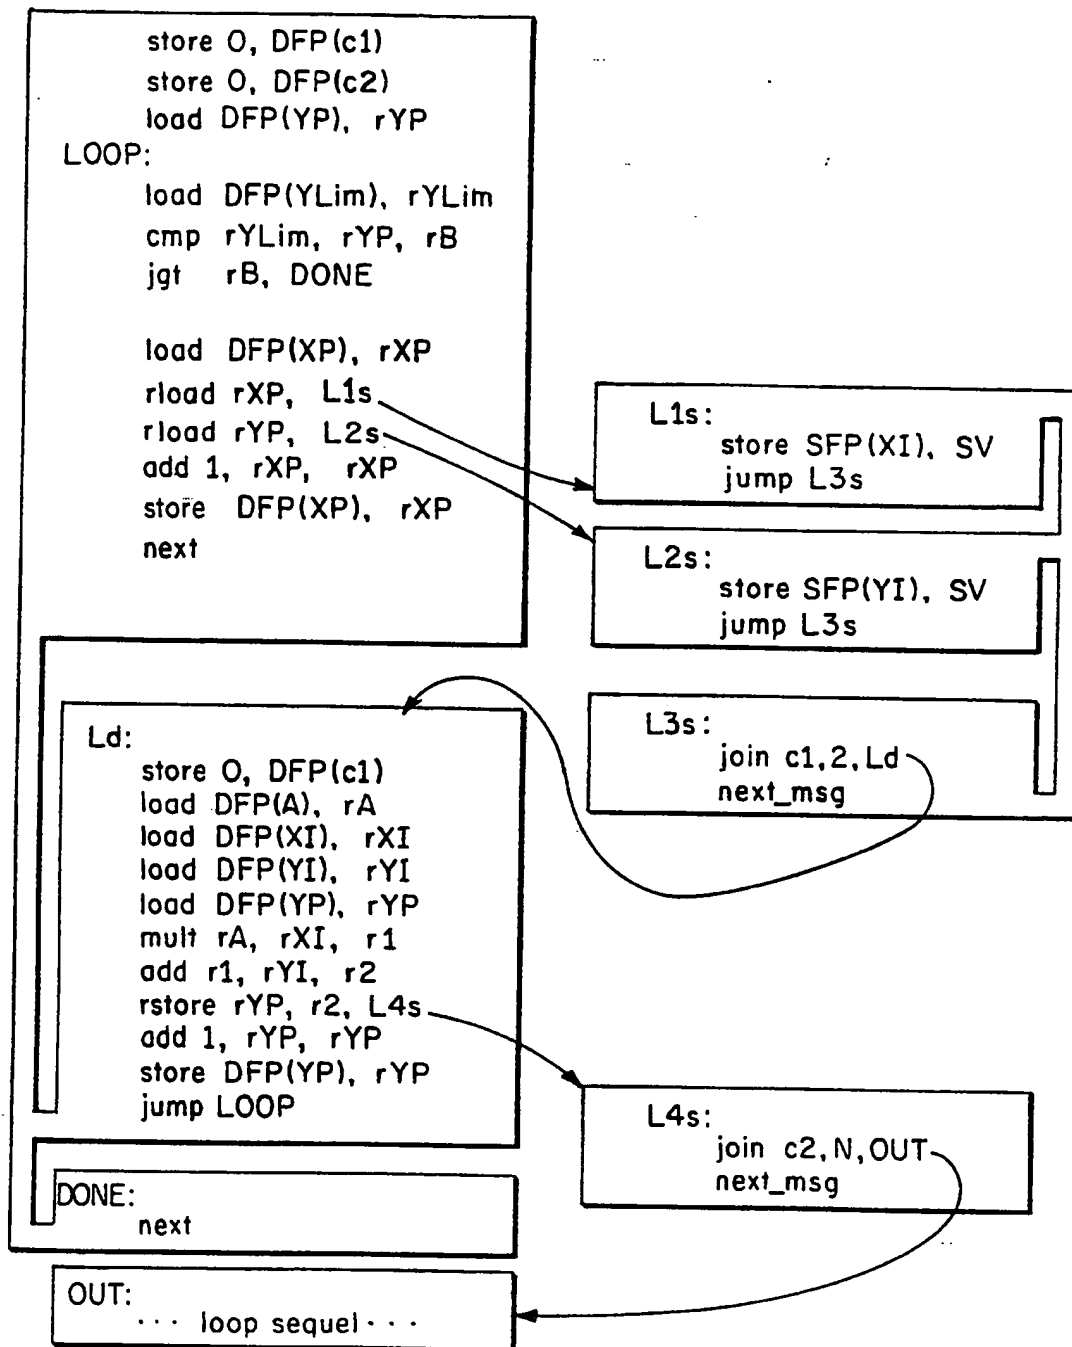 store 0, DFP(c1)
store 0, DFP(c2)
load DFP(YP), rYP
LOOP:
load DFP(YLim), rYLim
cmp rYLim, rYP, rB
jgt rB, DONE
load DFP(XP), rXP
rload rXP, L1s
rload rYP, L2s
add 1, rXP, rXP
store DFP(XP), rXP
next
L1s:
store SFP(XI), SV
jump L3s
L2s:
store SFP(YI), SV
jump L3s
L3s:
join c1,2,Ld
next_msg
Ld:
store 0, DFP(c1)
load DFP(A), rA
load DFP(XI), rXI
load DFP(YI), rYI
load DFP(YP), rYP
mult rA, rXI, r1
add r1, rYI, r2
rstore rYP, r2, L4s
add 1, rYP, rYP
store DFP(YP), rYP
jump LOOP
L4s:
join c2,N,OUT
next_msg
DONE:
next
OUT:
··· loop sequel ···